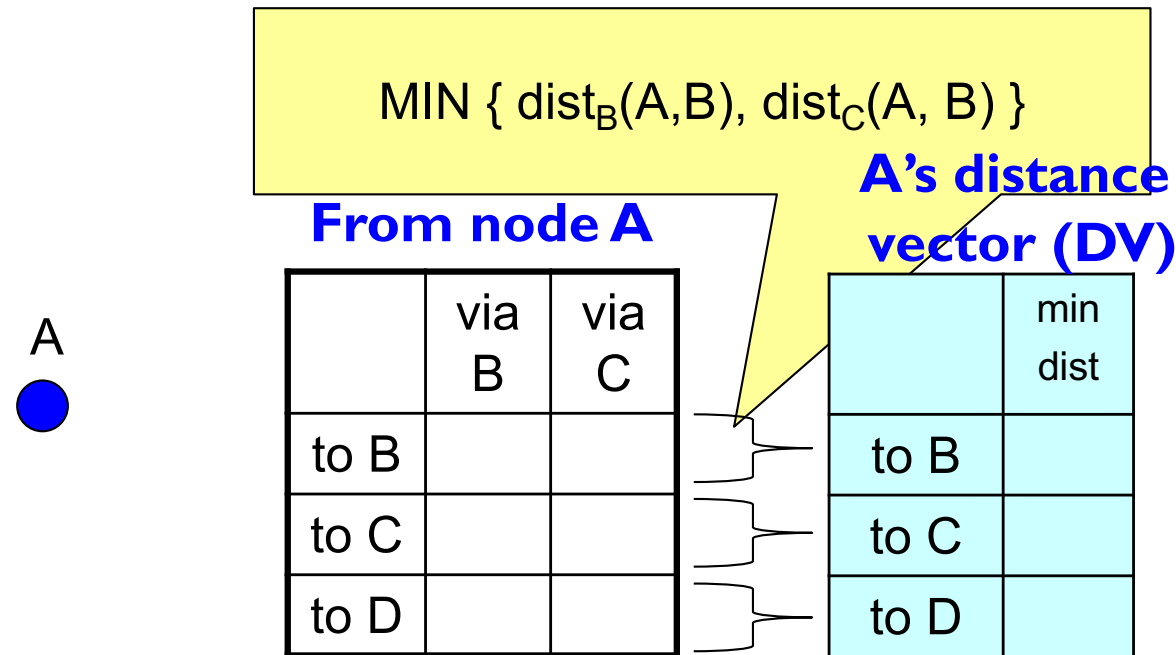 MIN { dist_B(A,B), dist_C(A, B) }
A’s distance
vector (DV)
From node A
A
via B
via C
to B
to C
to D
min dist
to B
to C
to D